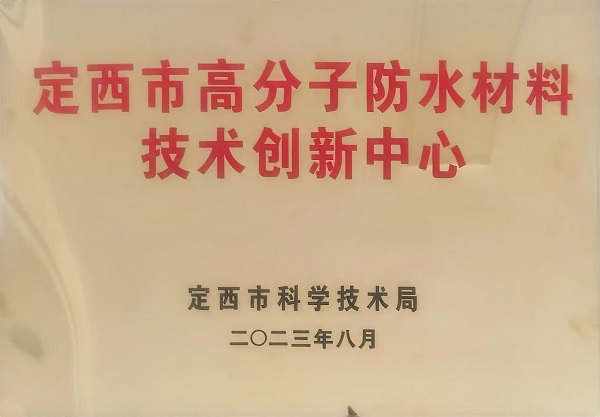 定西市高分子防水材料
技术创新中心
定西市科学技术局
二〇二三年八月